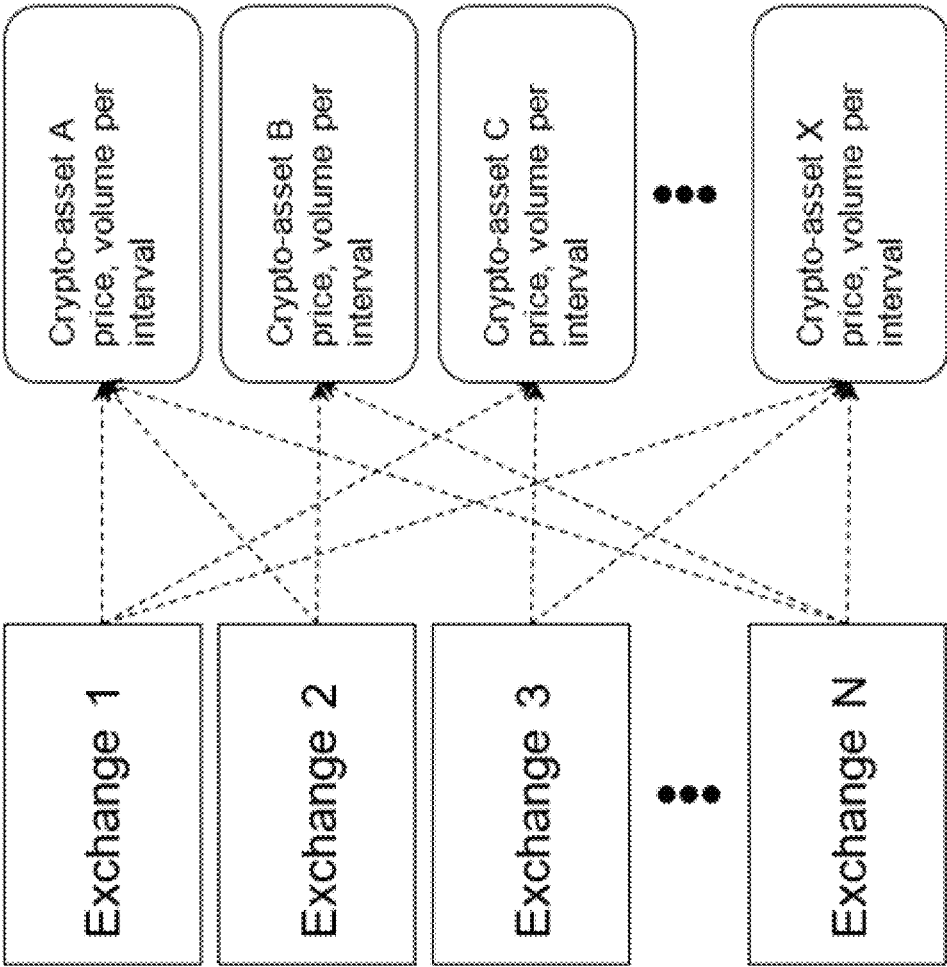 Exchange 1
Exchange 2
Exchange 3
Exchange N
Crypto-asset A
price, volume per
interval
Crypto-asset B
price, volume per
interval
Crypto-asset C
price, volume per
interval
Crypto-asset X
price, volume per
interval